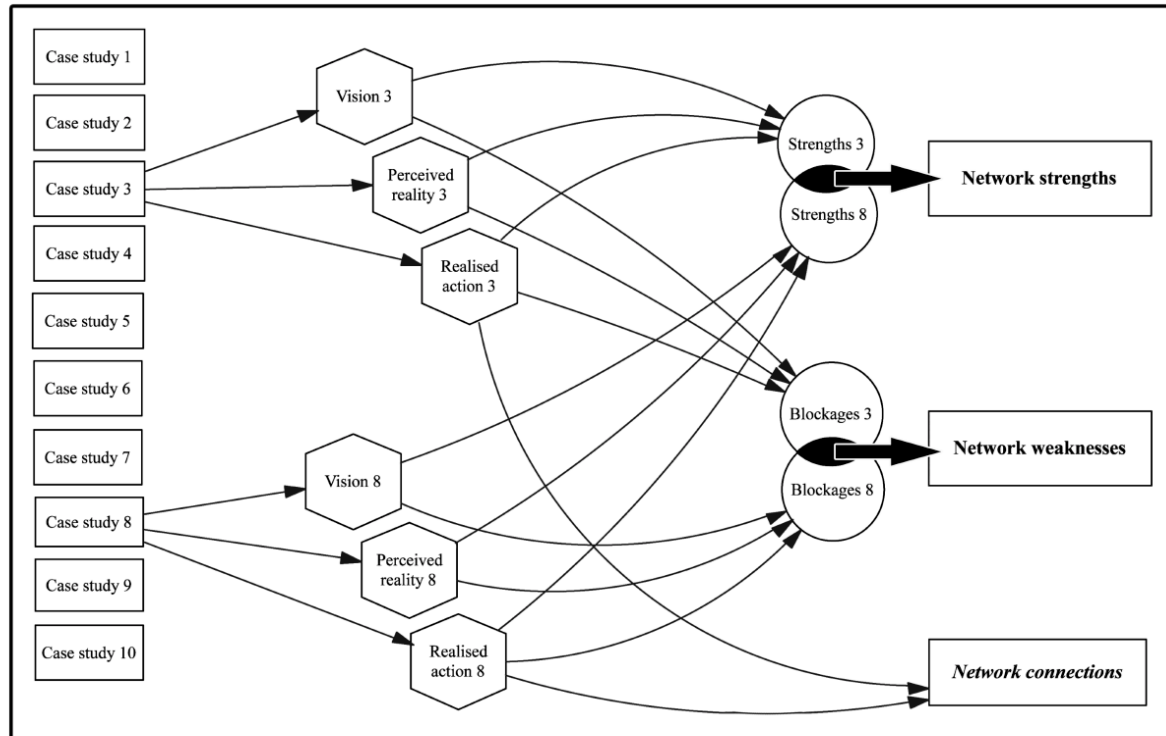 Case study 1
Case study 2
Case study 3
Case study 4
Case study 5
Case study 6
Case study 7
Case study 8
Case study 9
Case study 10
Vision 3
Perceived
reality 3
Realised
action 3
Vision 8
Perceived
reality 8
Realised
action 8
Strengths 3
Strengths 8
Blockages 3
Blockages 8
Network strengths
Network weaknesses
Network connections